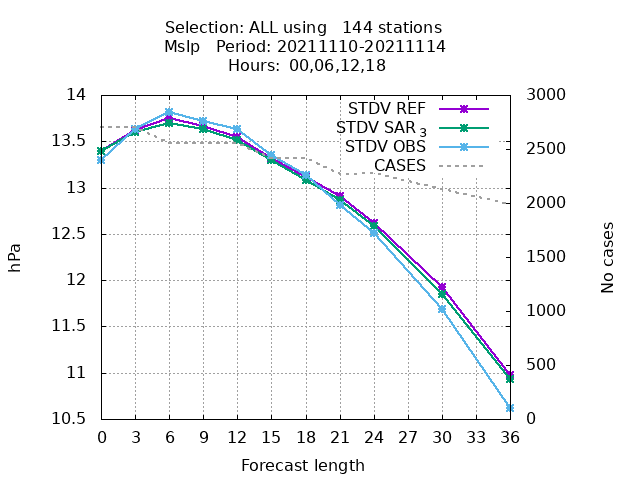 Selection: ALL using   144 stations
Mslp   Period: 20211110-20211114
Hours: 00,06,12,18
14
13.5
13
12.5
12
11.5
11
10.5
hPa
STDV REF
STDV SAR3
STDV OBS
CASES
3000
2500
2000
1500
1000
500
0
No cases
0 3 6 9 12 15 18 21 24 27 30 33 36
Forecast length